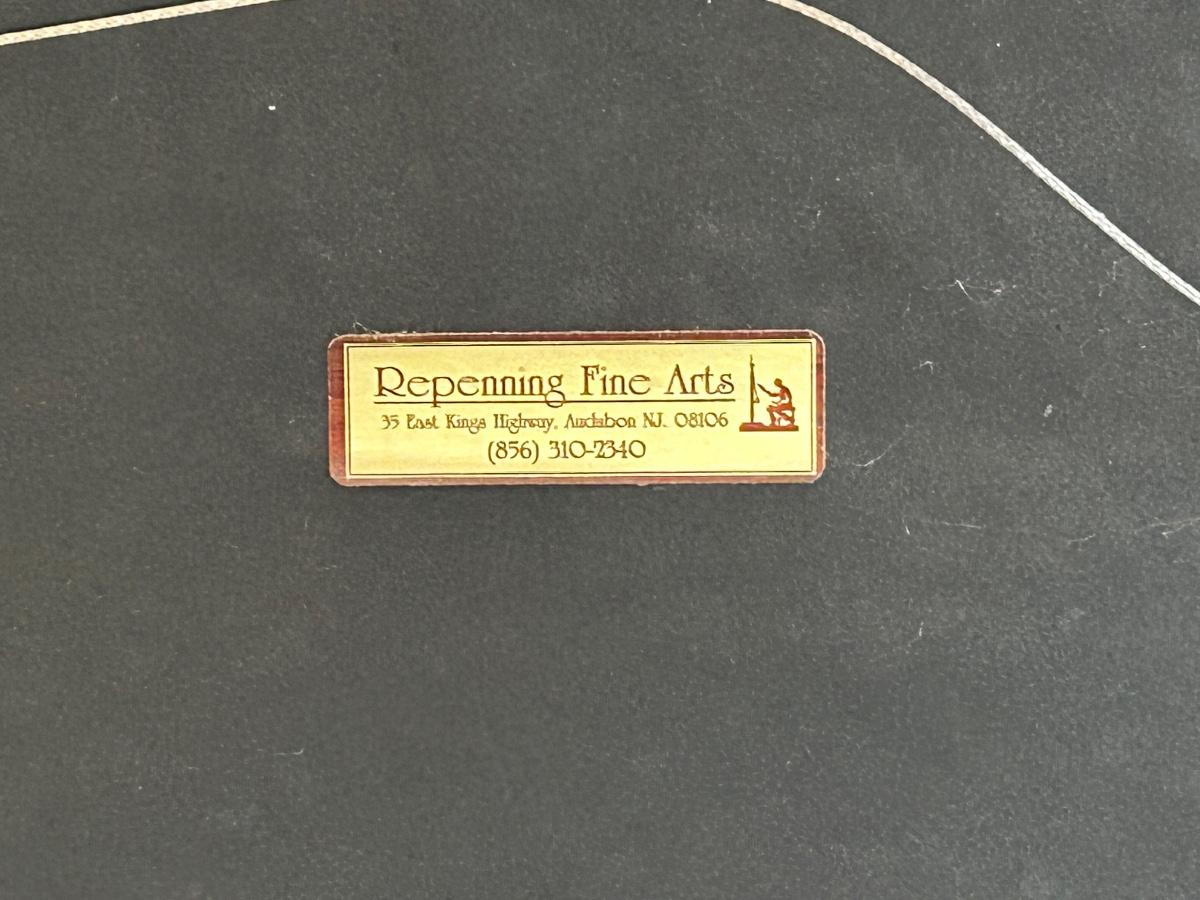 Repenning Fine Arts
35 East Kings Highway, Audubon NJ. 08106
(856) 310-2340